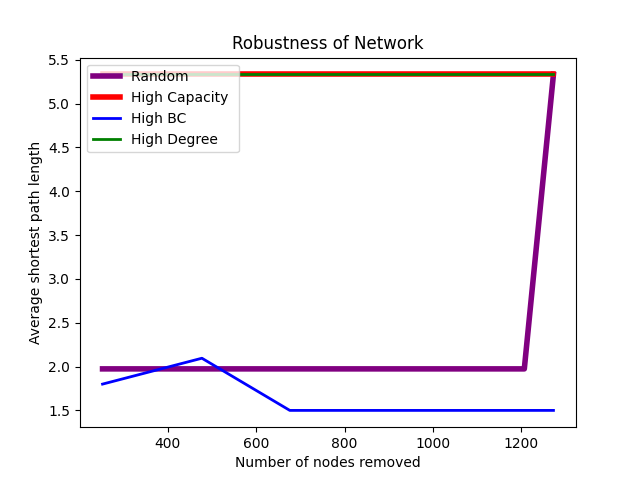 Robustness of Network
Average shortest path length
5.5
5.0
4.5
4.0
3.5
3.0
2.5
2.0
1.5
Random
High Capacity
High BC
High Degree
400
600
800
1000
1200
Number of nodes removed